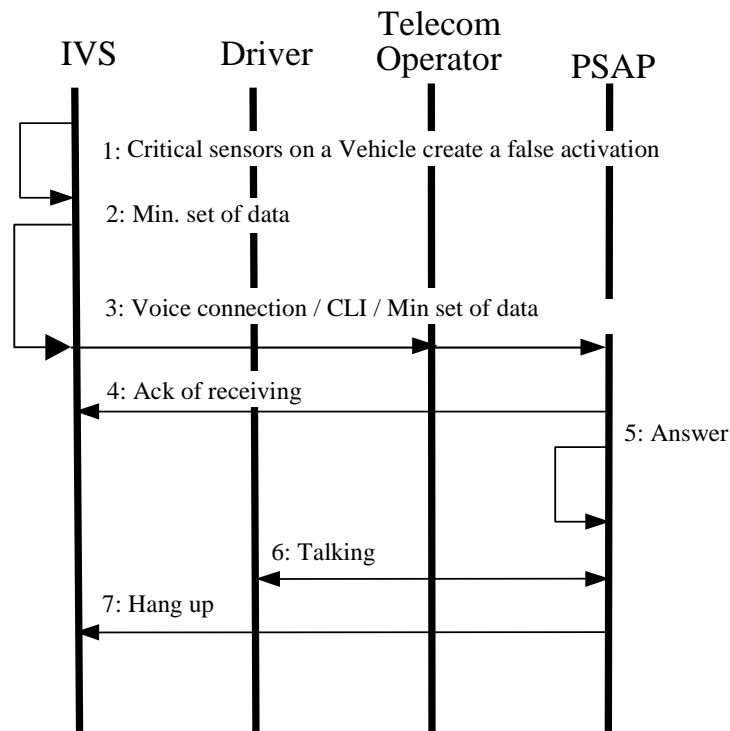 IVS
Driver
Telecom
Operator
PSAP
1: Critical sensors on a Vehicle create a false activation
2: Min. set of data
3: Voice connection / CLI / Min set of data
4: Ack of receiving
5: Answer
6: Talking
7: Hang up